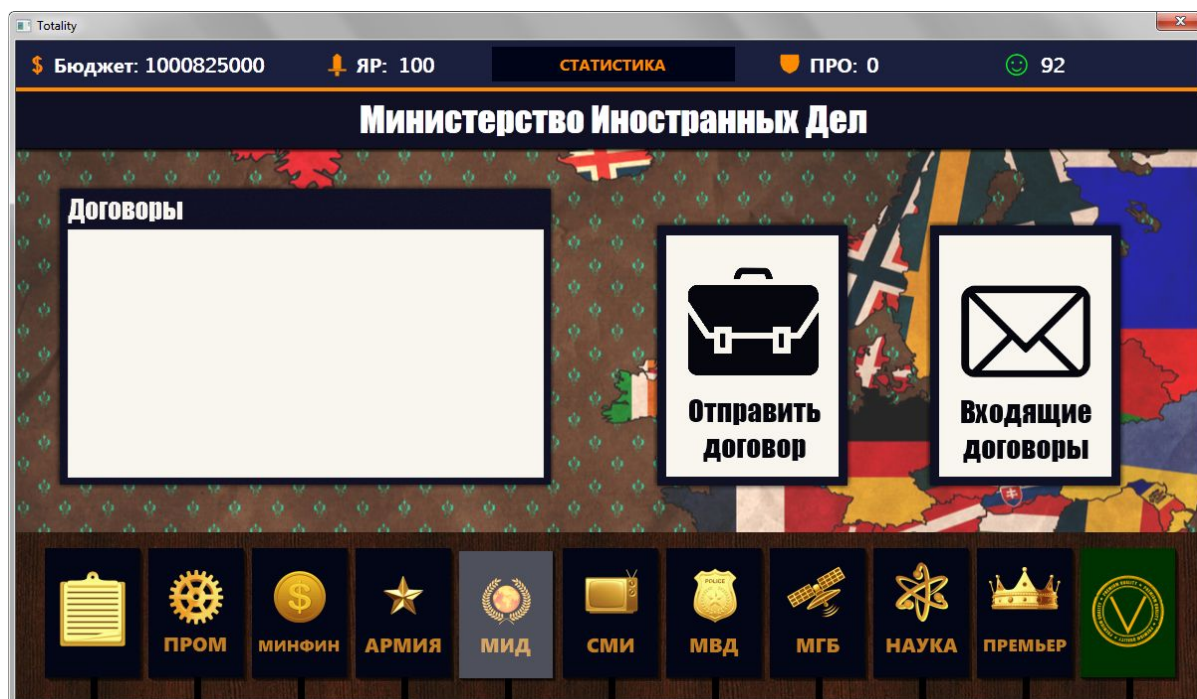 Totality
Бюджет: 1000825000 ЯР: 100 СТАТИСТИКА ПРО: 0 92
Министерство Иностранных Дел
Договоры
Отправить
договор
Входящие
договоры
POLICE
ПРОМ МИНФИН АРМИЯ МИД СМИ МВД МГБ НАУКА ПРЕМЬЕР
V